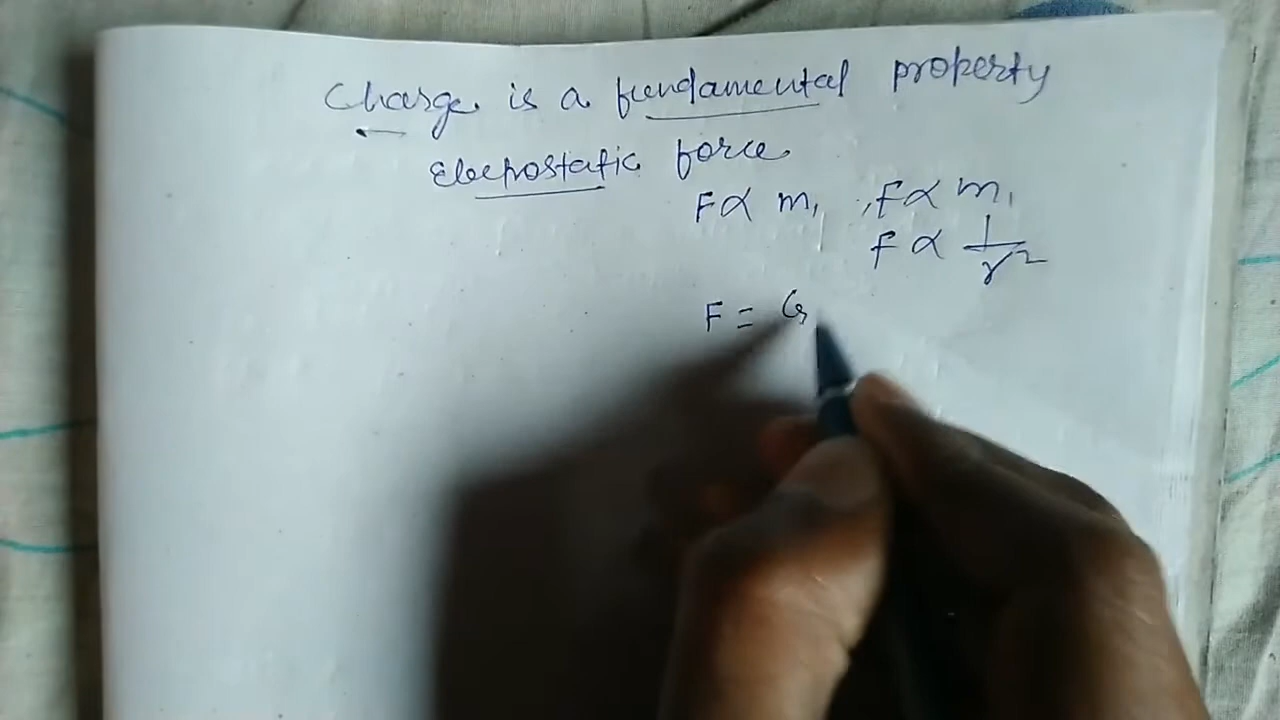 Charge is a fundamental property
Electrostatic force
F ∝ m₁ , F ∝ m₁
F ∝ 1/r²
F = G